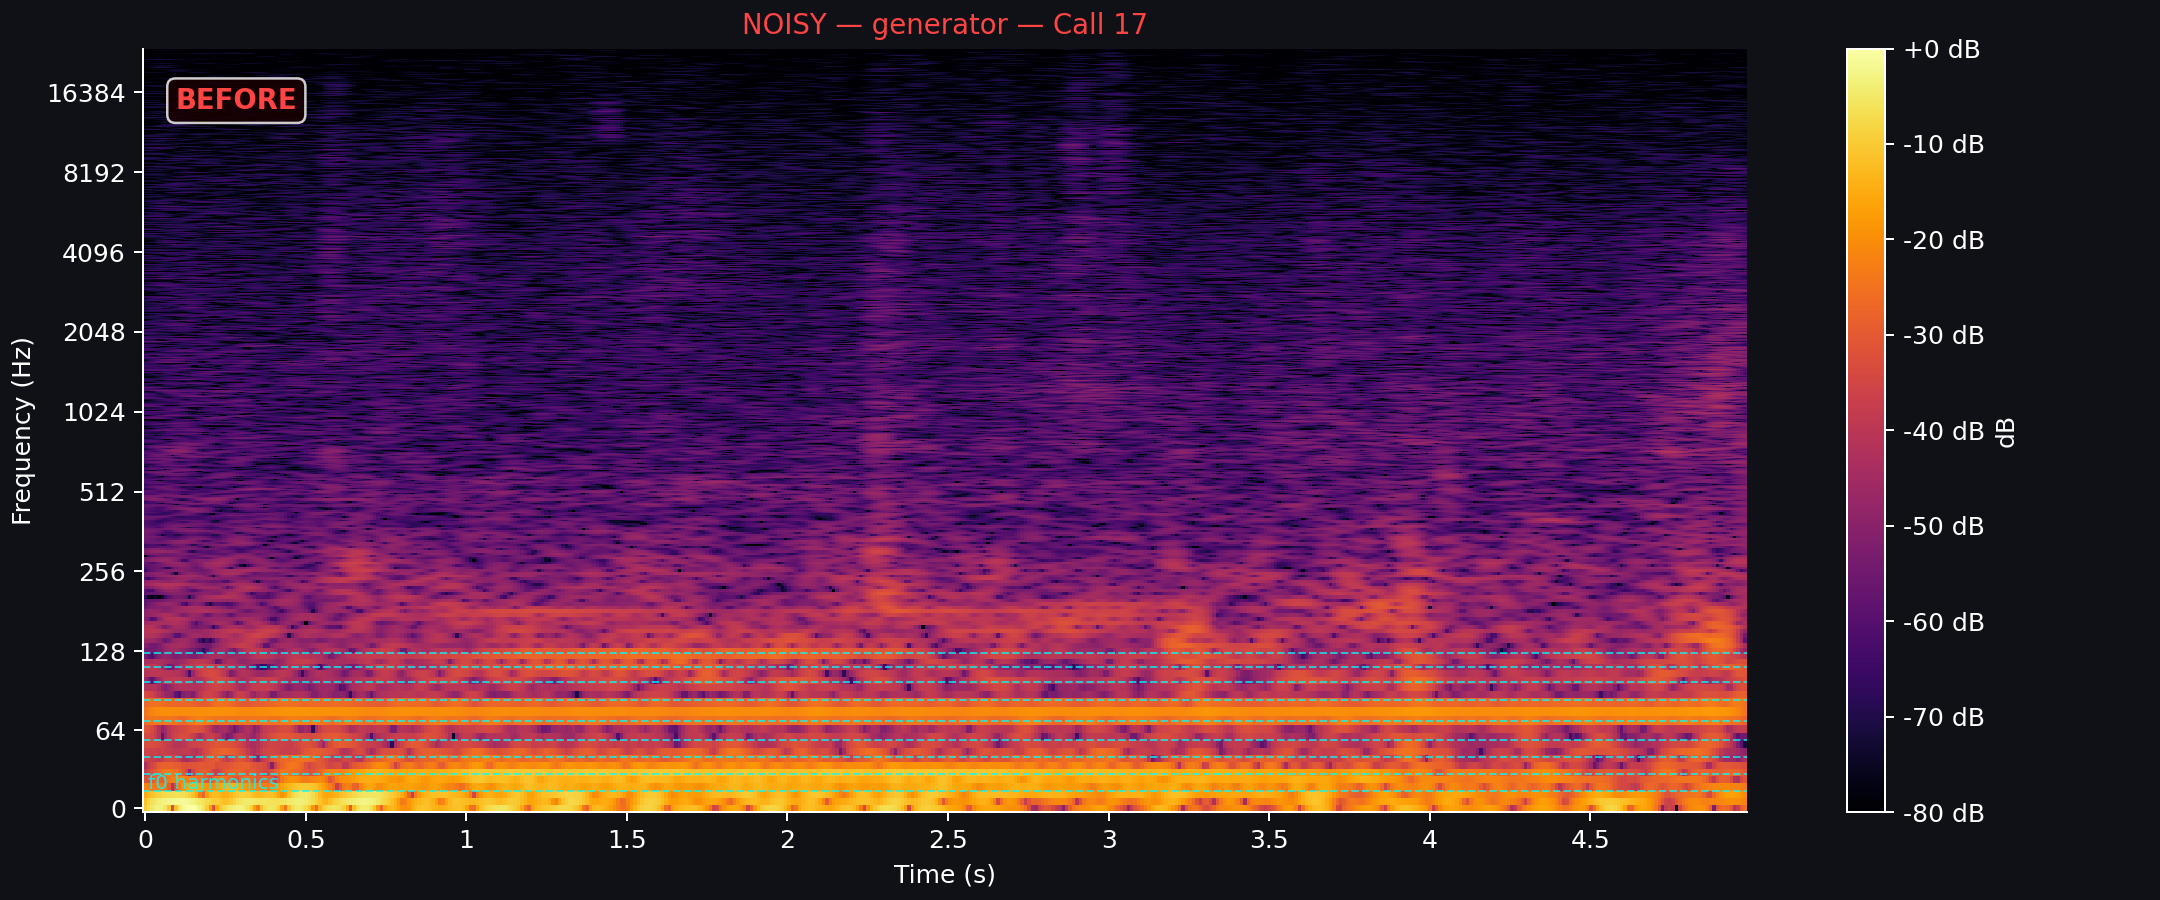 NOISY — generator — Call 17
BEFORE
Frequency (Hz)
16384
8192
4096
2048
1024
512
256
128
64
0
f0 harmonics
0
0.5
1
1.5
2
2.5
3
3.5
4
4.5
Time (s)
+0 dB
-10 dB
-20 dB
-30 dB
-40 dB
-50 dB
-60 dB
-70 dB
-80 dB
dB